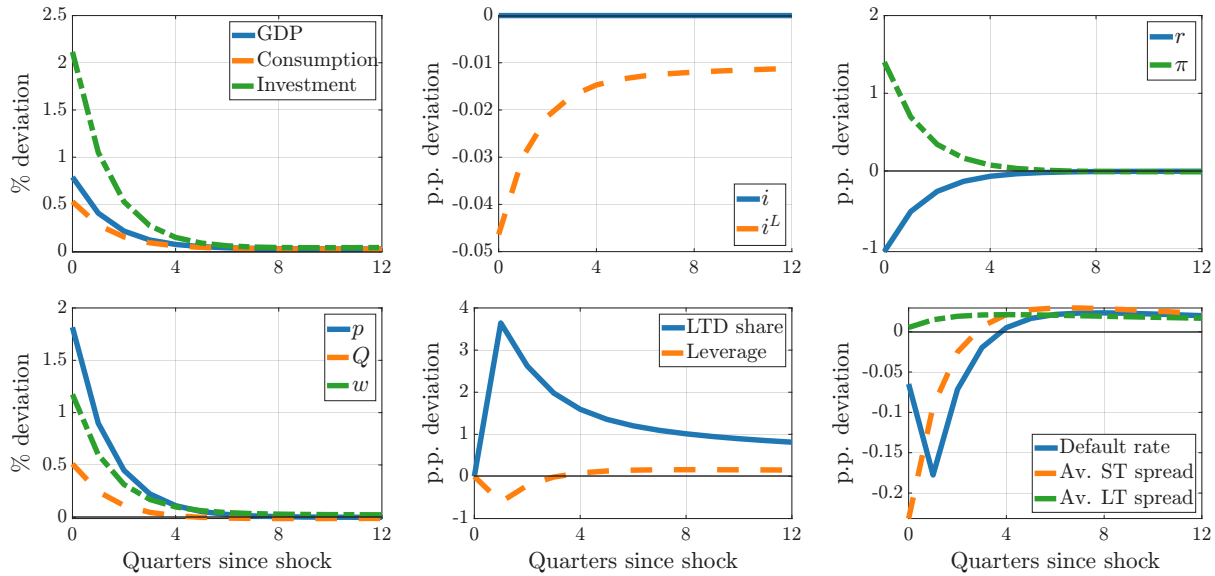 % deviation
2.5
2
1.5
1
0.5
0
0
4
8
12
GDP
Consumption
Investment
p.p. deviation
0
-0.01
-0.02
-0.03
-0.04
-0.05
0
4
8
12
i
i^L
p.p. deviation
2
1
0
-1
0
4
8
12
r
π
% deviation
2
1.5
1
0.5
0
0
4
8
12
p
Q
w
Quarters since shock
p.p. deviation
4
3
2
1
0
-1
0
4
8
12
LTD share
Leverage
Quarters since shock
p.p. deviation
0
-0.05
-0.1
-0.15
-0.2
0
4
8
12
Default rate
Av. ST spread
Av. LT spread
Quarters since shock